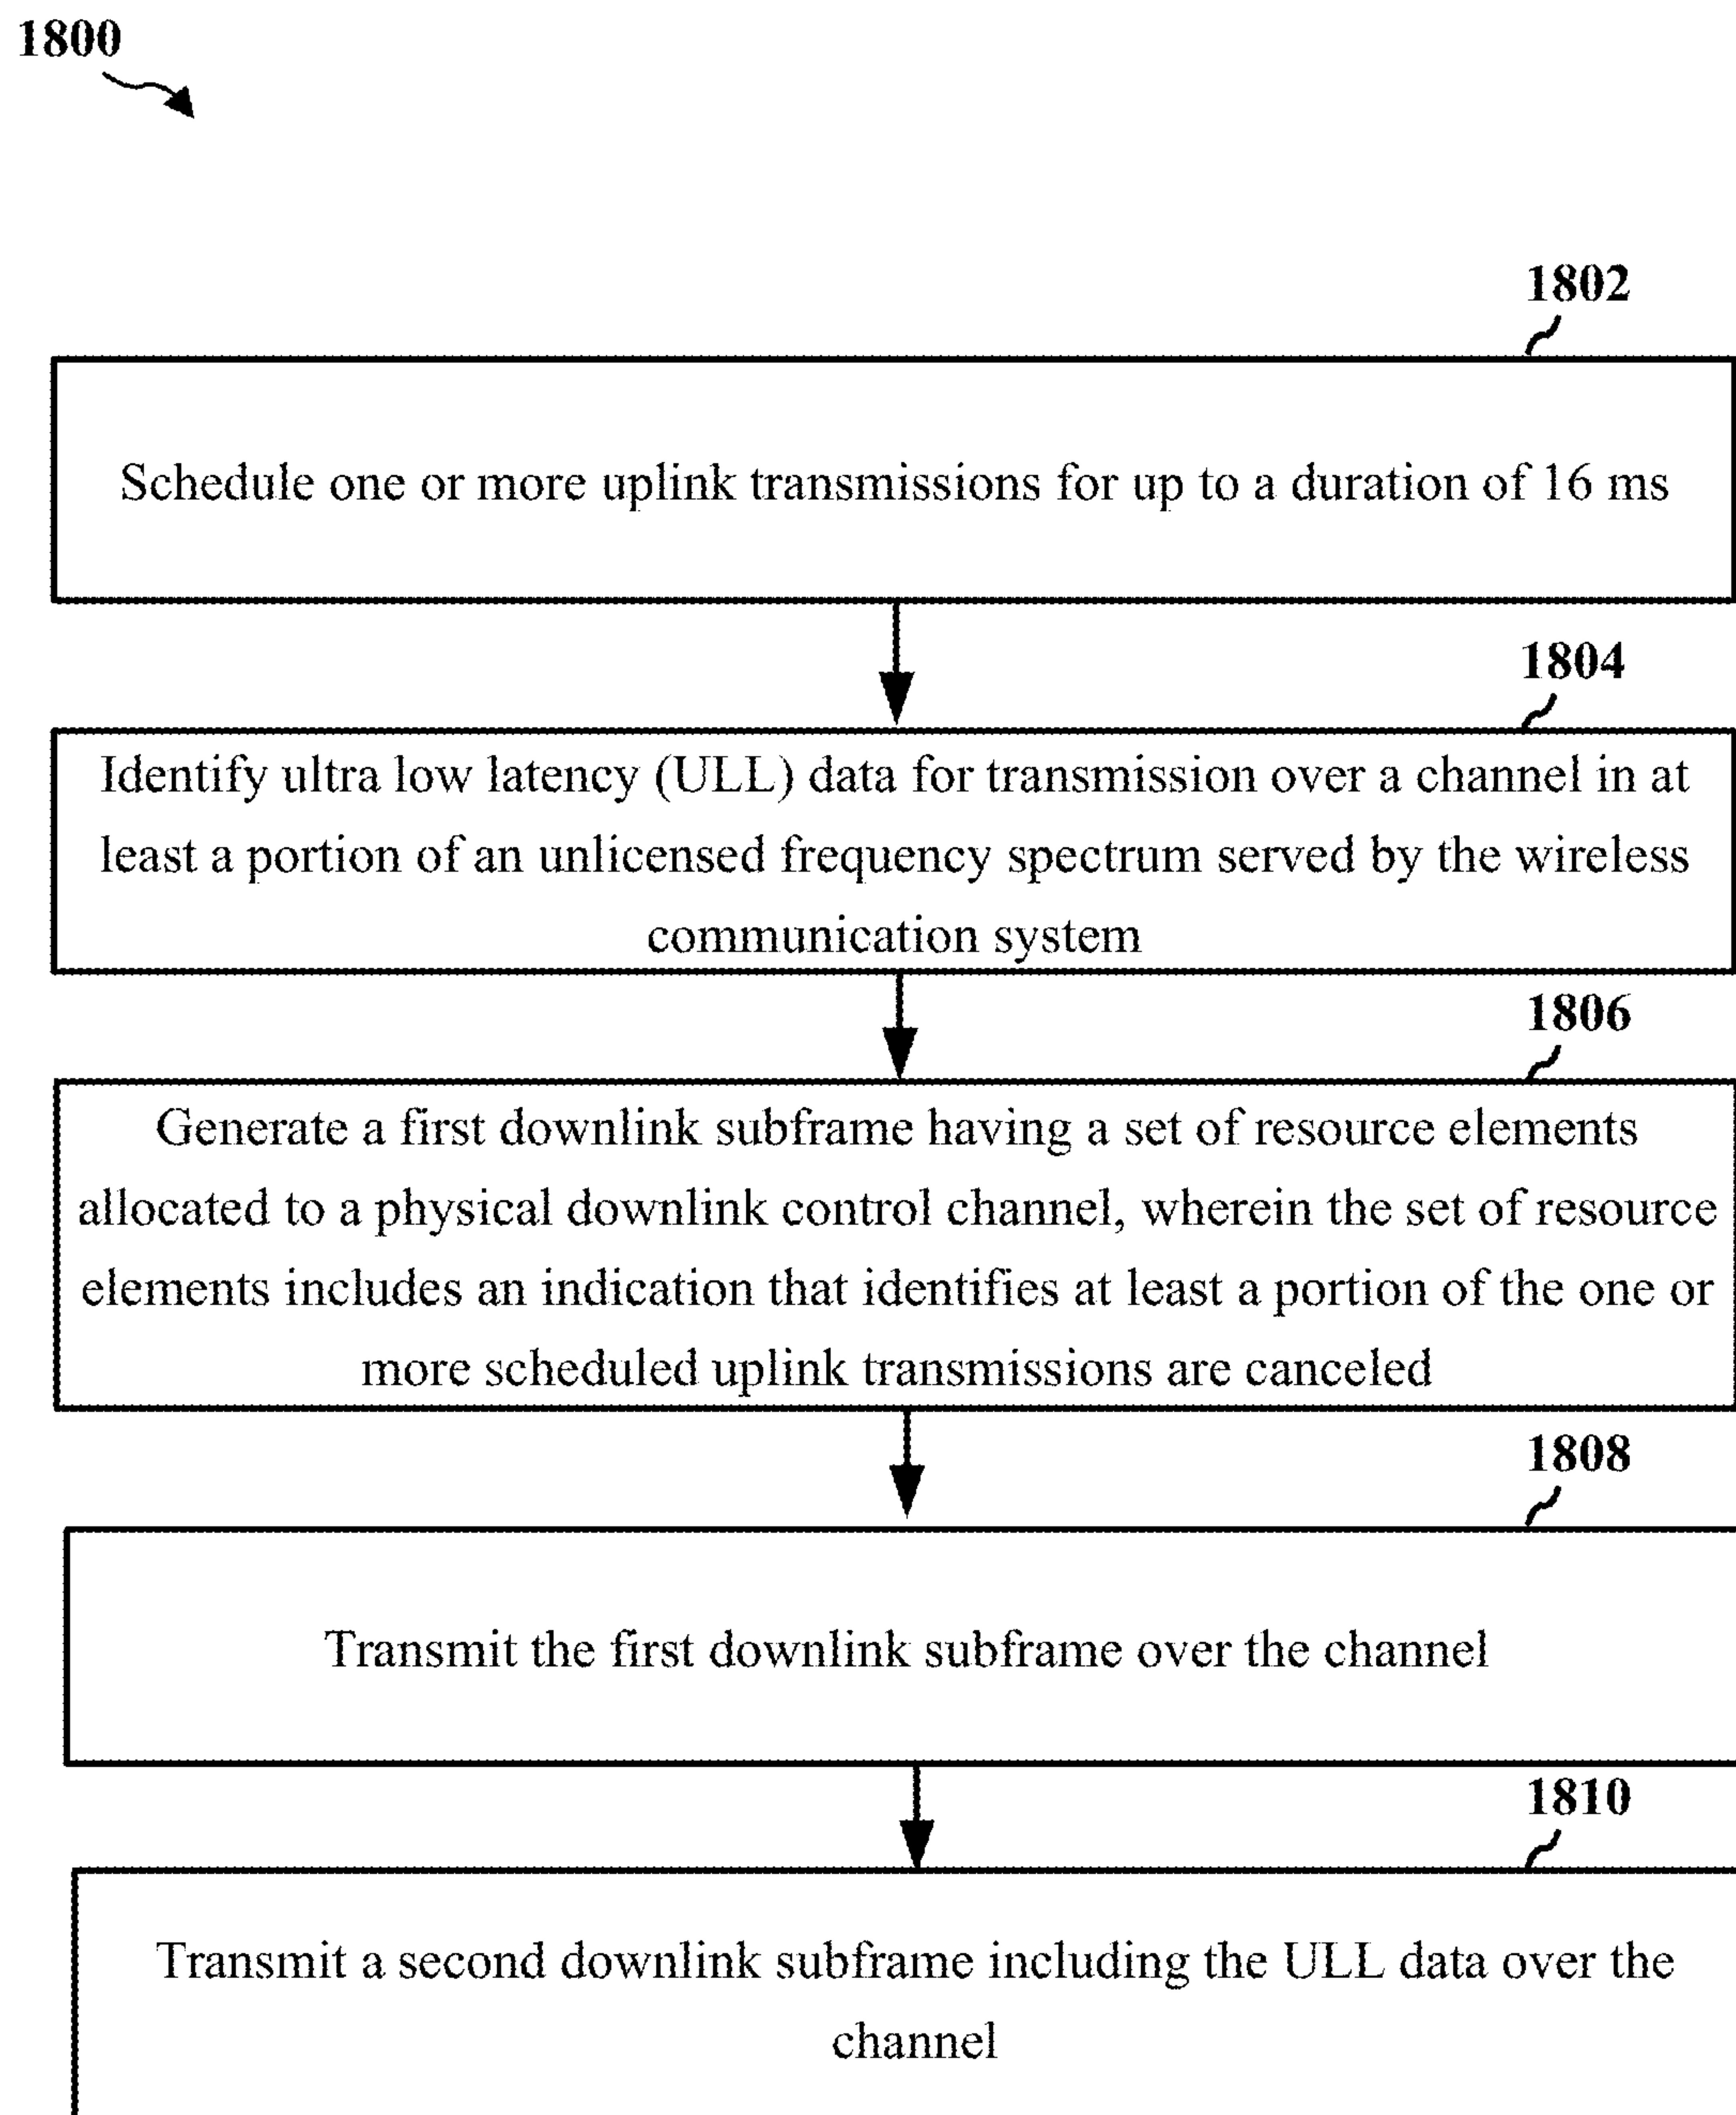 1800
1802
Schedule one or more uplink transmissions for up to a duration of 16 ms
1804
Identify ultra low latency (ULL) data for transmission over a channel in at
least a portion of an unlicensed frequency spectrum served by the wireless
communication system
1806
Generate a first downlink subframe having a set of resource elements
allocated to a physical downlink control channel, wherein the set of resource
elements includes an indication that identifies at least a portion of the one or
more scheduled uplink transmissions are canceled
1808
Transmit the first downlink subframe over the channel
1810
Transmit a second downlink subframe including the ULL data over the
channel